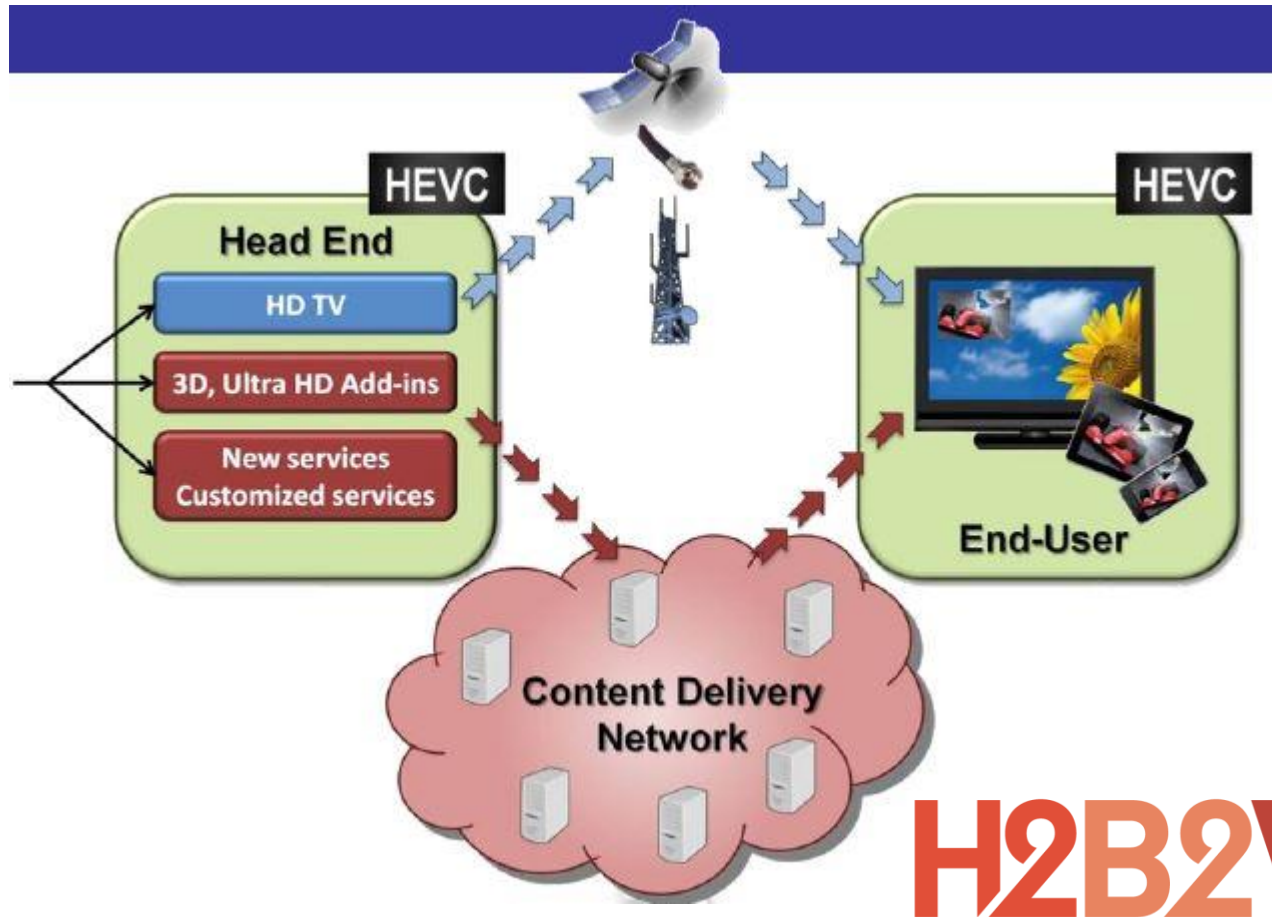 HEVC
Head End
HD TV
3D, Ultra HD Add-ins
New services
Customized services
HEVC
End-User
Content Delivery
Network
H2B2V